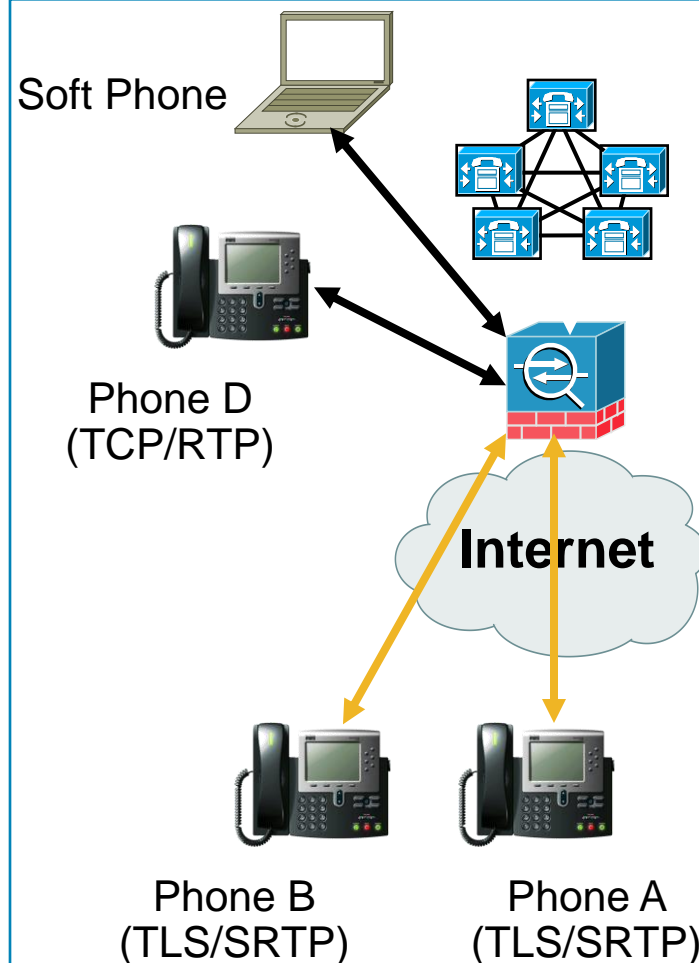 Soft Phone
Phone D
(TCP/RTP)
Internet
Phone B
(TLS/SRTP)
Phone A
(TLS/SRTP)